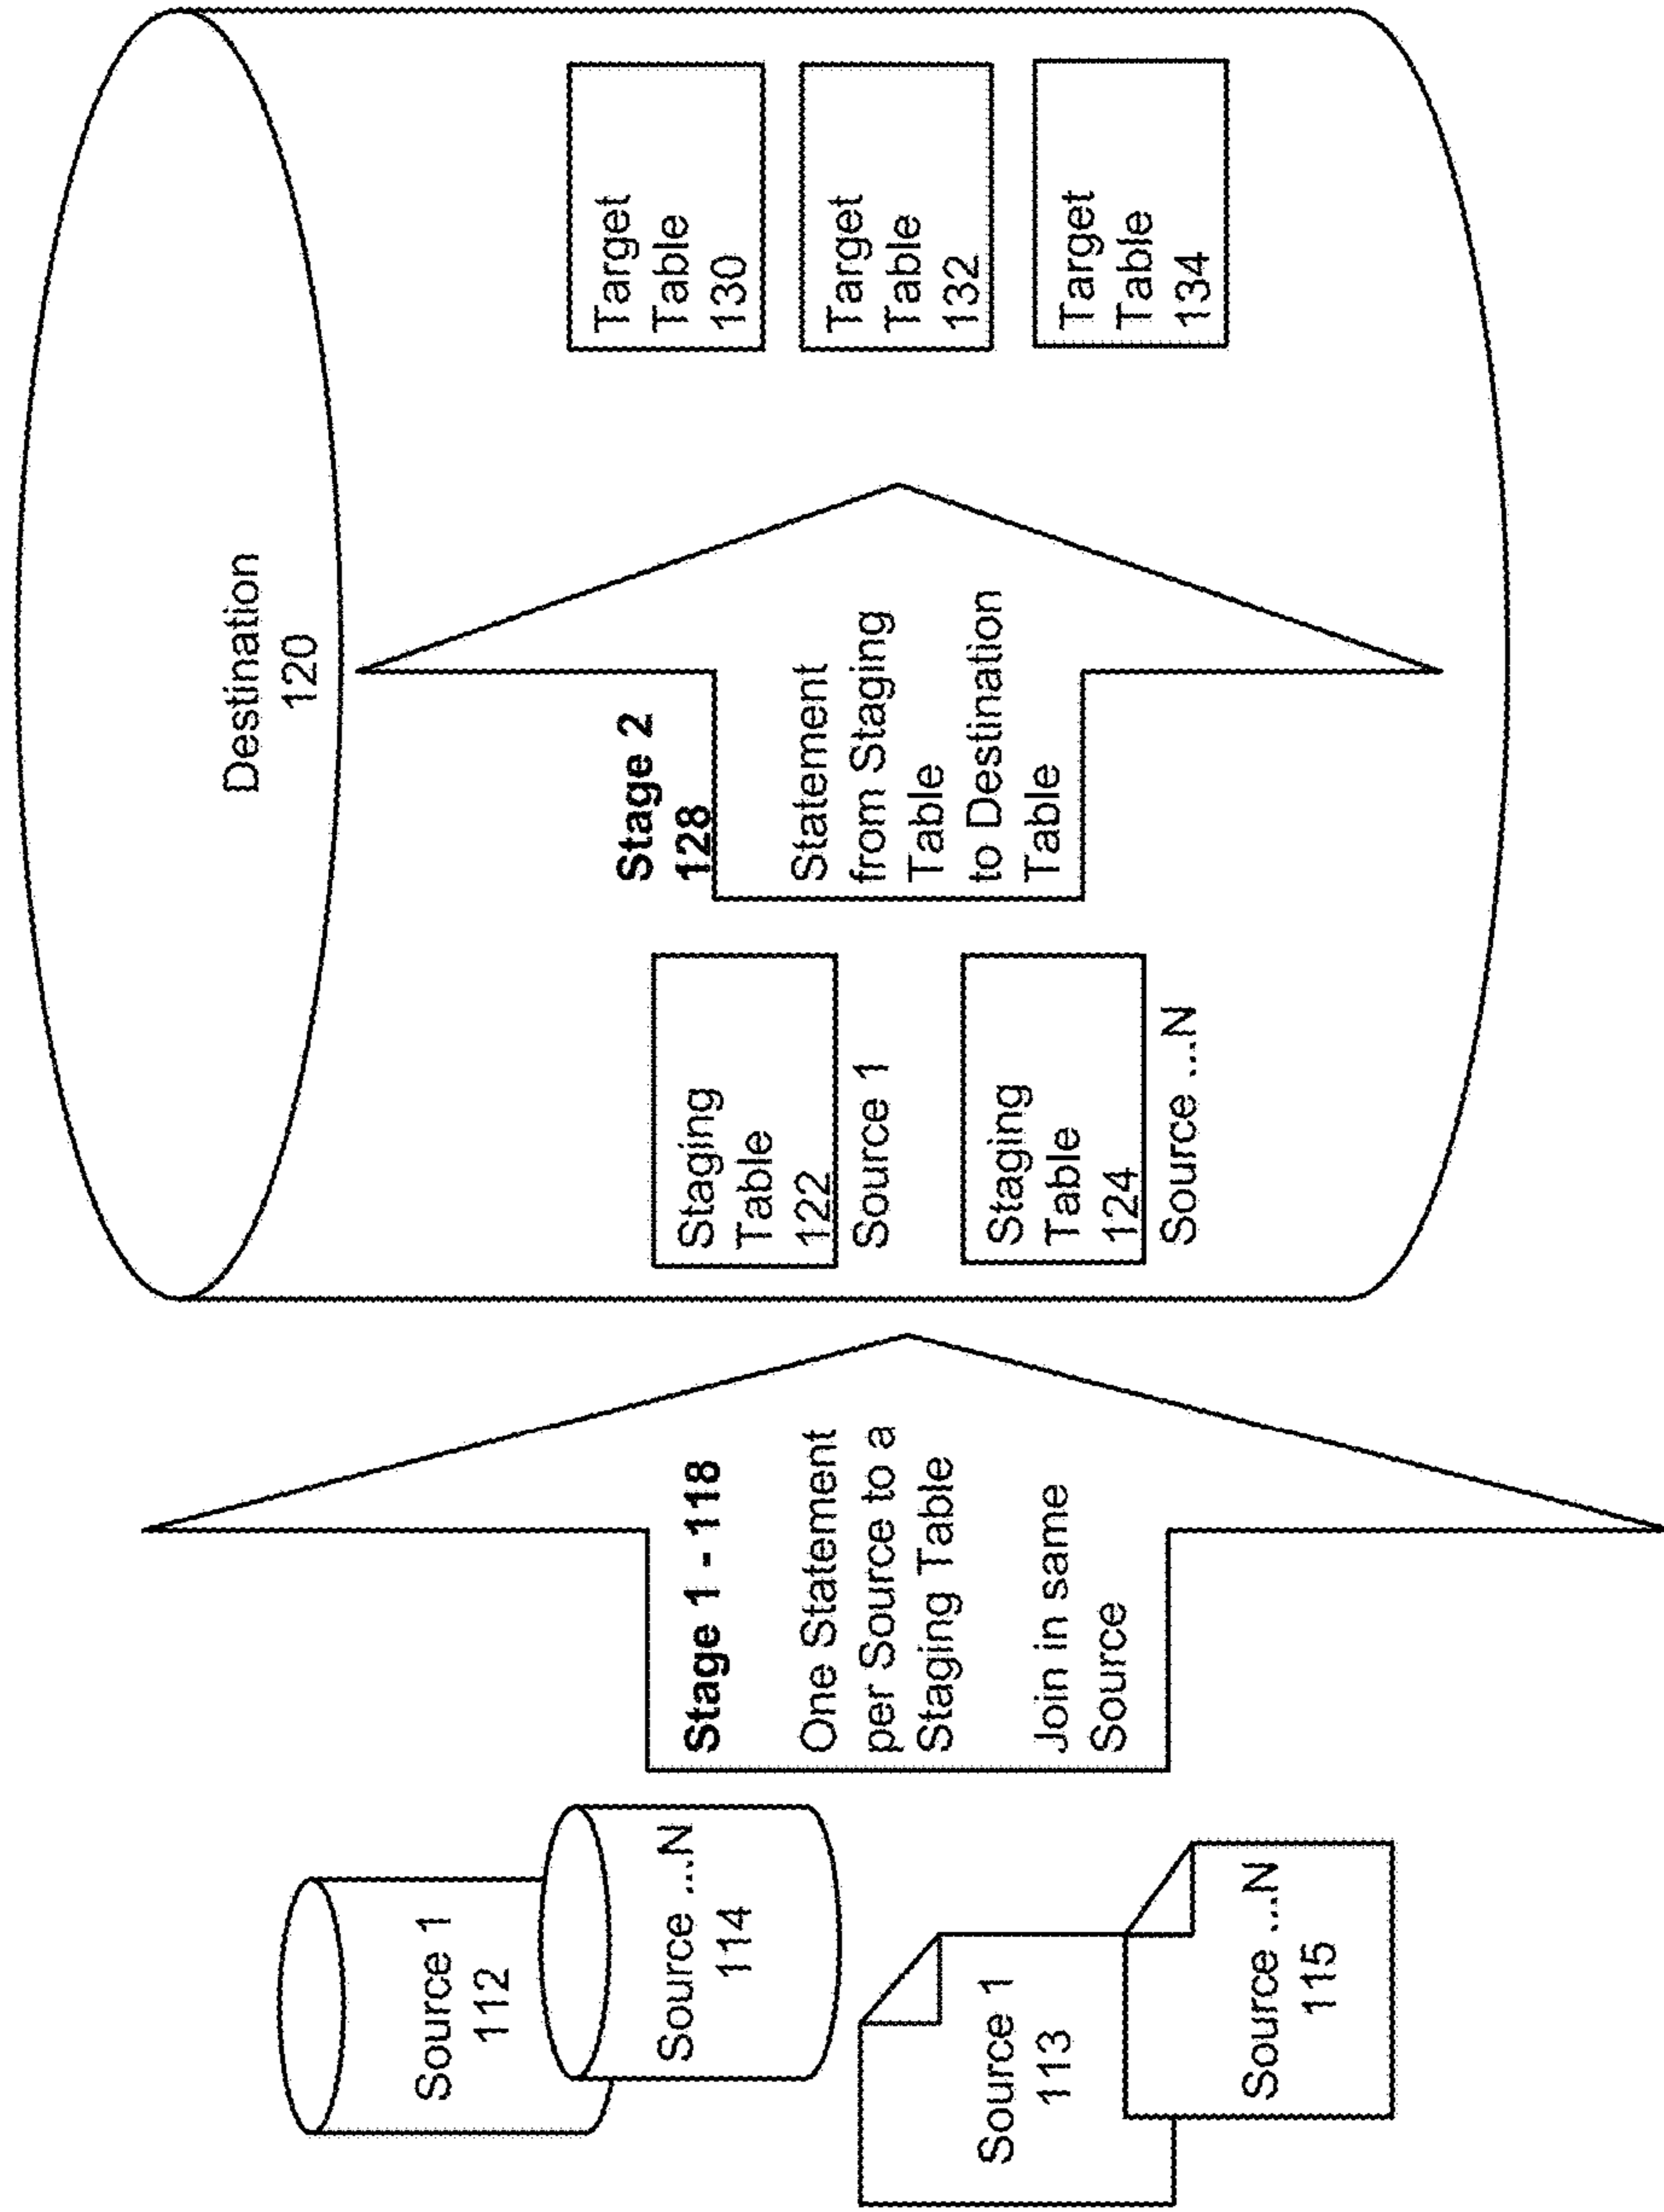 Source 1
112
Source ...N
114
Source 1
113
Source ...N
115
Stage 1 - 118
One Statement
per Source to a
Staging Table
Join in same
Source
Destination
120
Staging
Table
122
Source 1
Staging
Table
124
Source ...N
Stage 2
128
Statement
from Staging
Table
to Destination
Table
Target
Table
130
Target
Table
132
Target
Table
134